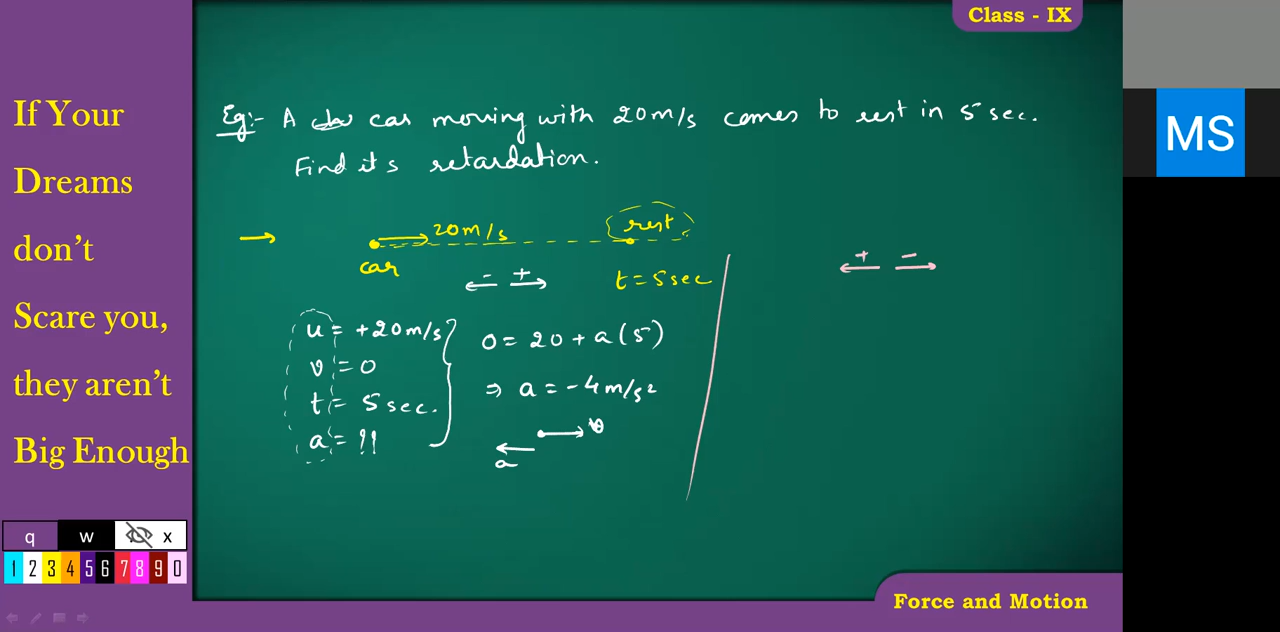 Class - IX
If Your
Dreams
don't
Scare you,
they aren't
Big Enough
MS
Eg:- A car moving with 20m/s comes to rest in 5 sec.
Find its retardation.
→ 20m/s rest
car
t = 5sec
← - + →
+ ← - →
u = +20m/s
v = 0
t = 5 sec.
a = !!
0 = 20 + a (5)
⇒ a = -4 m/s²
v
a
q w x
1 2 3 4 5 6 7 8 9 0
Force and Motion